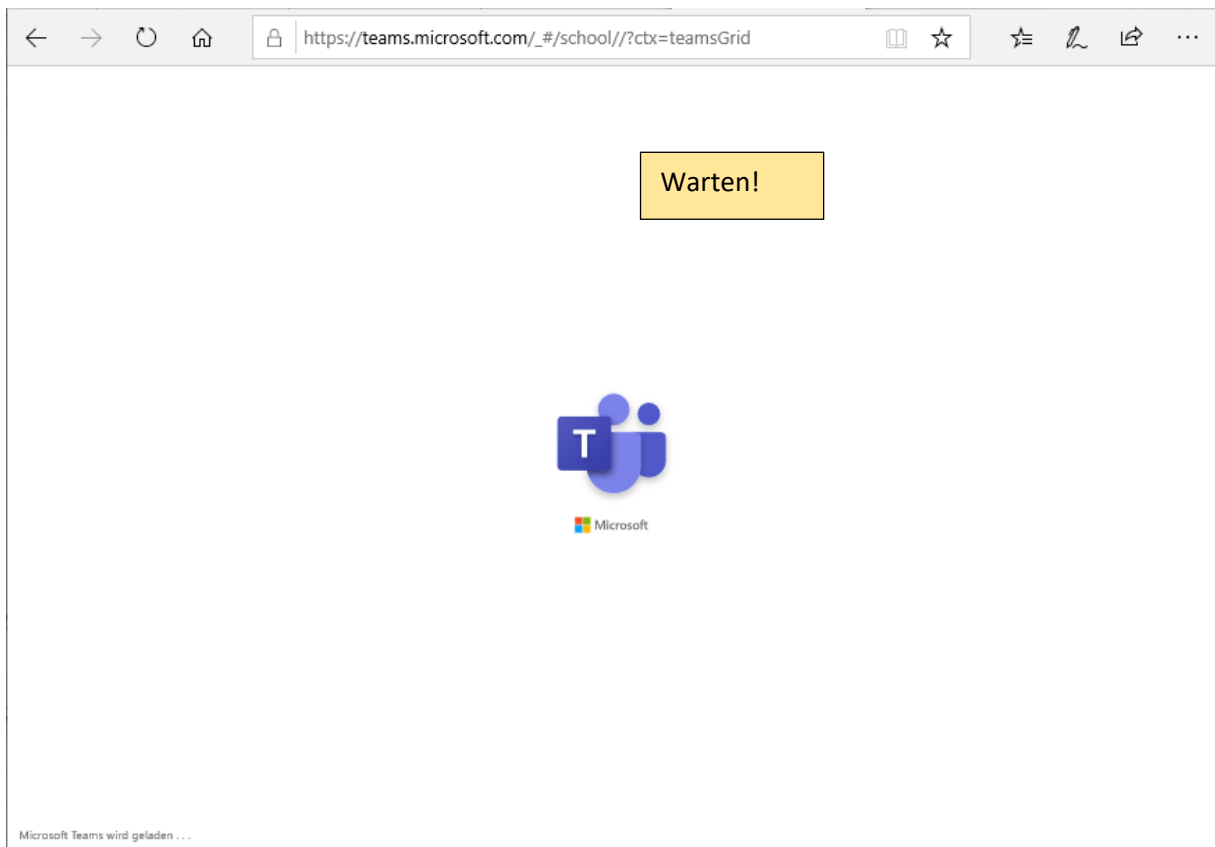 https://teams.microsoft.com/_#/school//?ctx=teamsGrid
Warten!
T
Microsoft
Microsoft Teams wird geladen . . .